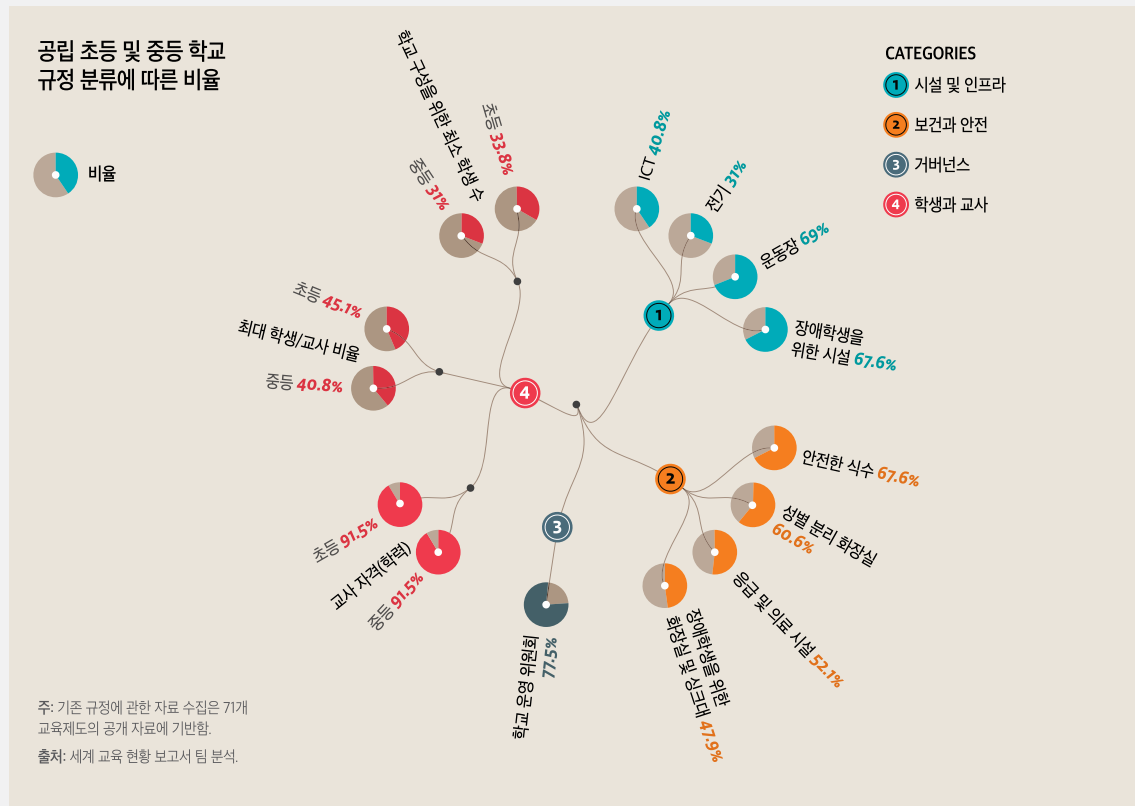 공립 초등 및 중등 학교
규정 분류에 따른 비율
비율
CATEGORIES
1 시설 및 인프라
2 보건과 안전
3 거버넌스
4 학생과 교사
학교 구성을 위한 최소 학생 수
초등 33.8%
중등 31%
최대 학생/교사 비율
초등 45.1%
중등 40.8%
교사 자격(학력)
초등 91.5%
중등 91.5%
4
1
ICT 40.8%
전기 31%
운동장 69%
장애학생을
위한 시설 67.6%
2
안전한 식수 67.6%
성별 분리 화장실
60.6%
응급 및 의료 시설 52.1%
장애학생을 위한
화장실 및 싱크대 47.9%
3
학교 운영 위원회
77.5%
주: 기존 규정에 관한 자료 수집은 71개
교육제도의 공개 자료에 기반함.
출처: 세계 교육 현황 보고서 팀 분석.